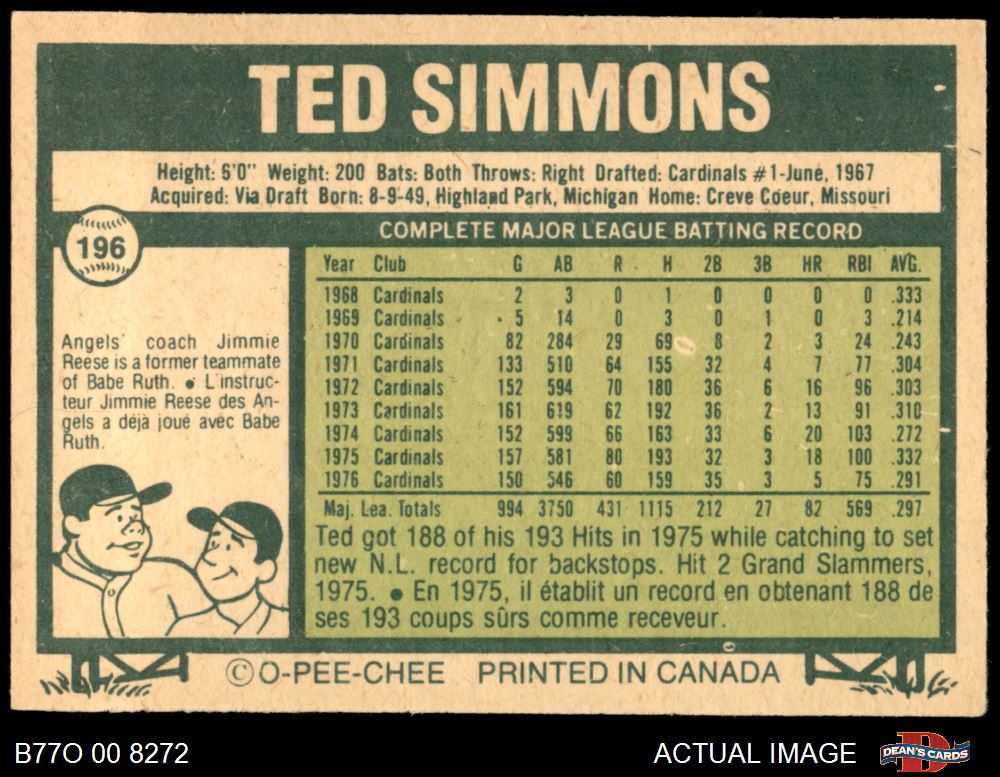 TED SIMMONS
Height: 6'0" Weight: 200 Bats: Both Throws: Right Drafted: Cardinals #1-June, 1967
Acquired: Via Draft Born: 8-9-49, Highland Park, Michigan Home: Creve Coeur, Missouri
196
COMPLETE MAJOR LEAGUE BATTING RECORD
Year Club G AB R H 2B 3B HR RBI AVG.
1968 Cardinals 2 3 0 1 0 0 0 0 .333
1969 Cardinals 5 14 0 3 0 1 0 3 .214
1970 Cardinals 82 284 29 69 8 2 3 24 .243
1971 Cardinals 133 510 64 155 32 4 7 77 .304
1972 Cardinals 152 594 70 180 36 6 16 96 .303
1973 Cardinals 161 619 62 192 36 2 13 91 .310
1974 Cardinals 152 599 66 163 33 6 20 103 .272
1975 Cardinals 157 581 80 193 32 3 18 100 .332
1976 Cardinals 150 546 60 159 35 3 5 75 .291
Maj. Lea. Totals 994 3750 431 1115 212 27 82 569 .297
Ted got 188 of his 193 Hits in 1975 while catching to set
new N.L. record for backstops. Hit 2 Grand Slammers,
1975. ● En 1975, il établit un record en obtenant 188 de
ses 193 coups sûrs comme receveur.
Angels' coach Jimmie
Reese is a former teammate
of Babe Ruth. ● L'instruc-
teur Jimmie Reese des An-
gels a déjà joué avec Babe
Ruth.
© O-PEE-CHEE PRINTED IN CANADA
B77O 00 8272
ACTUAL IMAGE
DEAN'S CARDS